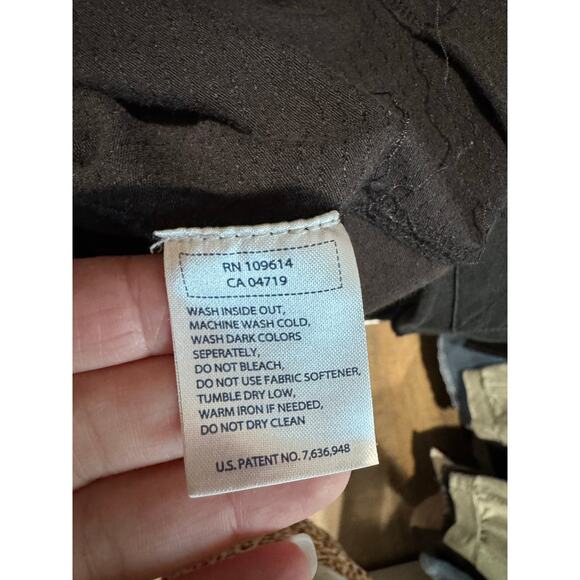 RN 109614
CA 04719
WASH INSIDE OUT,
MACHINE WASH COLD,
WASH DARK COLORS
SEPERATELY,
DO NOT BLEACH,
DO NOT USE FABRIC SOFTENER,
TUMBLE DRY LOW,
WARM IRON IF NEEDED,
DO NOT DRY CLEAN
U.S. PATENT NO. 7,636,948